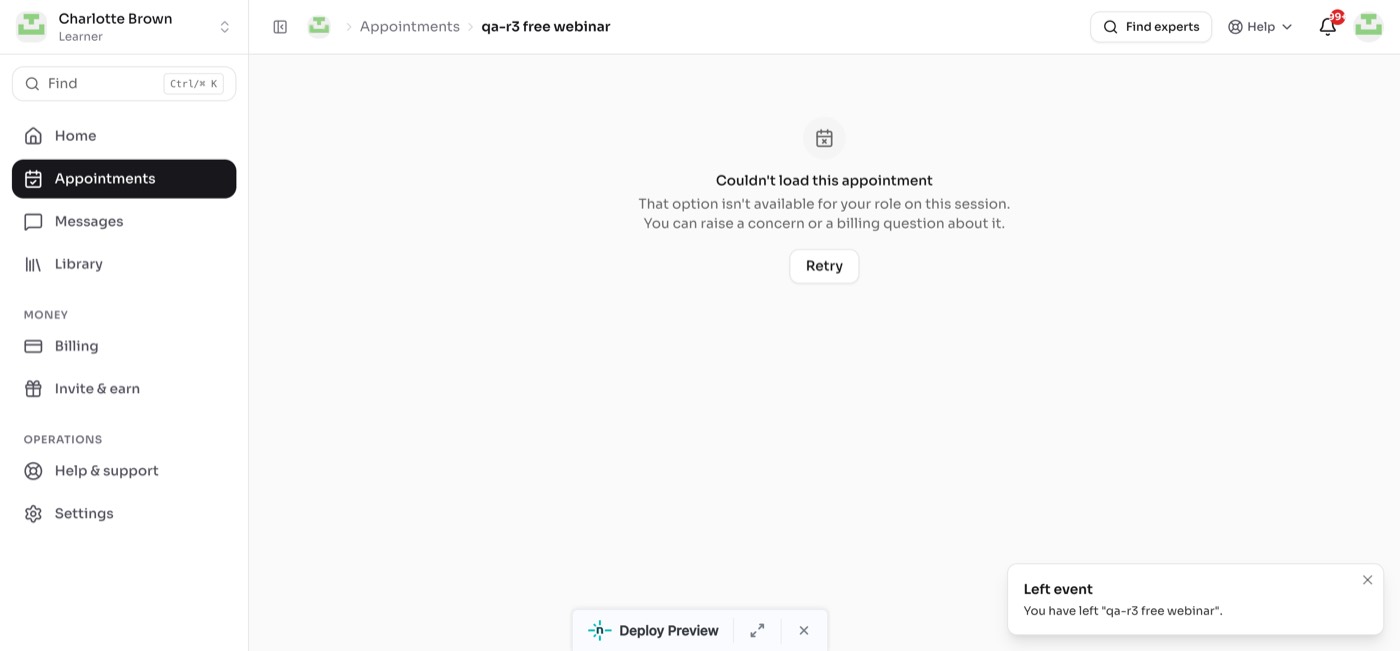 Charlotte Brown
Learner
Appointments
qa-r3 free webinar
Find experts
Help
99+
Find
Ctrl/⌘ K
Home
Appointments
Messages
Library
MONEY
Billing
Invite & earn
OPERATIONS
Help & support
Settings
Couldn't load this appointment
That option isn't available for your role on this session.
You can raise a concern or a billing question about it.
Retry
Left event
You have left "qa-r3 free webinar".
Deploy Preview